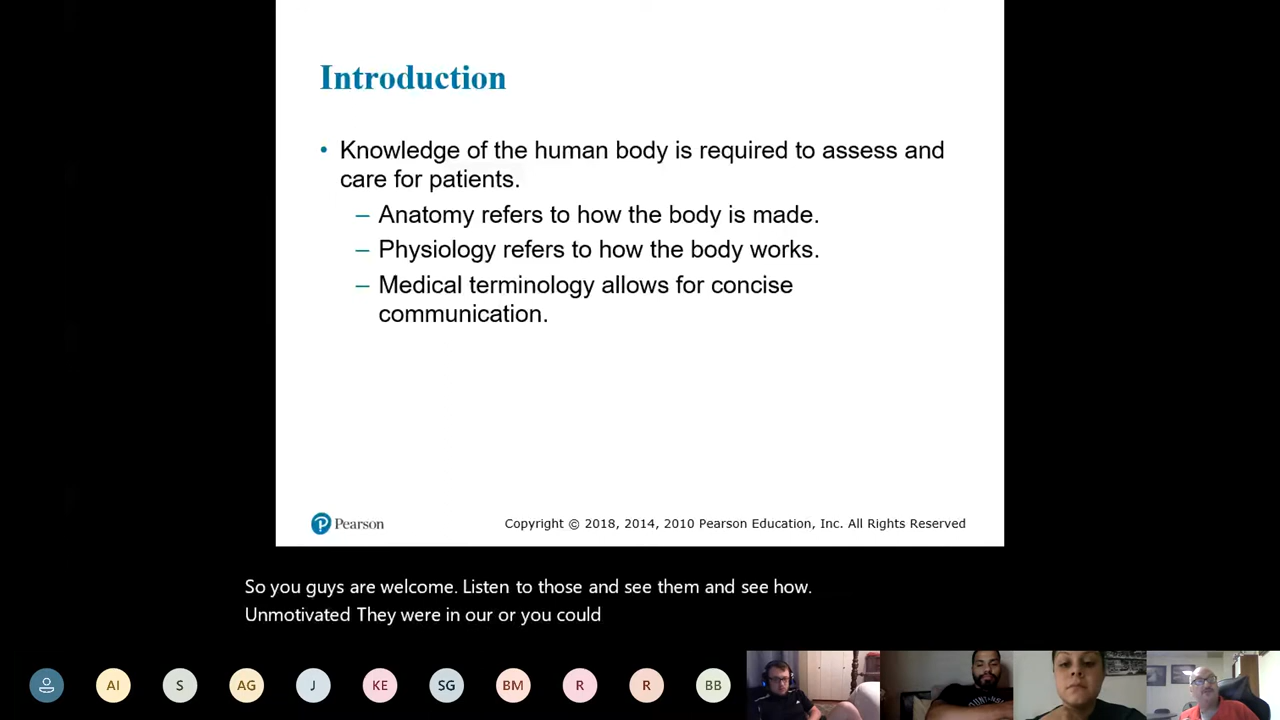 Introduction
• Knowledge of the human body is required to assess and
care for patients.
– Anatomy refers to how the body is made.
– Physiology refers to how the body works.
– Medical terminology allows for concise
communication.
P Pearson
Copyright © 2018, 2014, 2010 Pearson Education, Inc. All Rights Reserved
So you guys are welcome. Listen to those and see them and see how.
Unmotivated They were in our or you could
AI S AG J KE SG BM R R BB